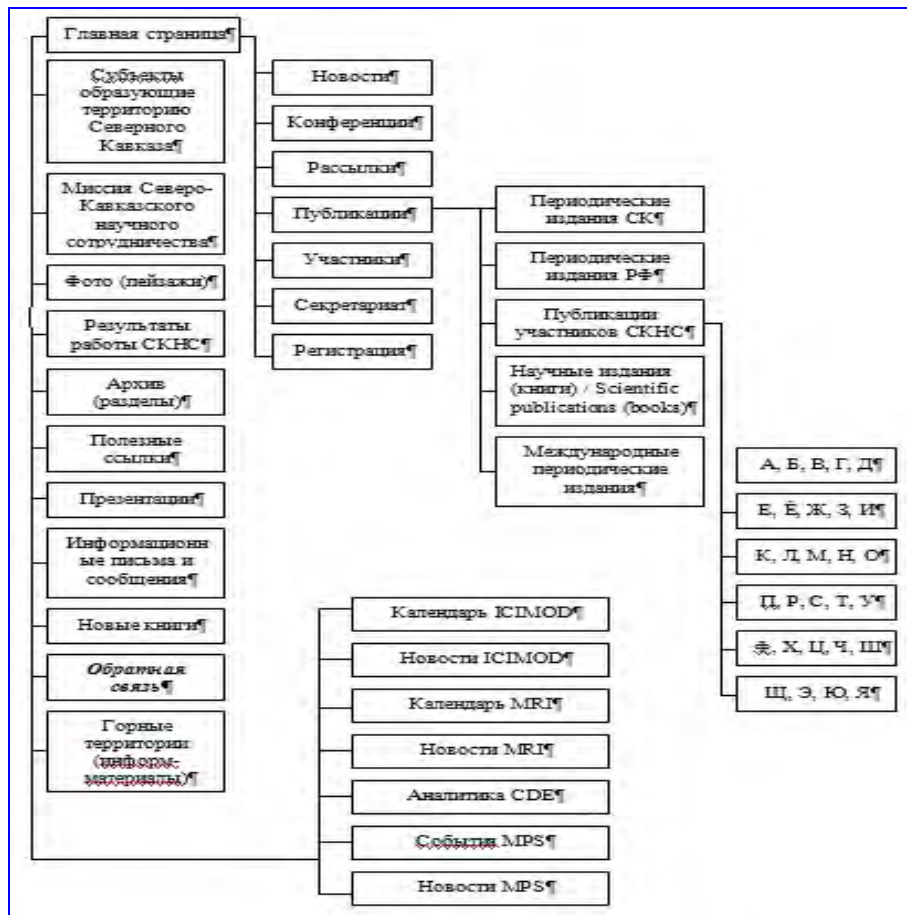 Главная страница¶
Субъекты
образующие
территорию
Северного
Кавказа¶
Миссия Северо-
Кавказского
научного
сотрудничества¶
Фото (пейзажи)¶
Результаты
работы СКНС¶
Архив
(разделы)¶
Полезные
ссылки¶
Презентации¶
Информационн
ые письма и
сообщения¶
Новые книги¶
Обратная
связь¶
Горные
территории
(информ-
материалы)¶
Новости¶
Конференции¶
Рассылки¶
Публикации¶
Участники¶
Секретариат¶
Регистрация¶
Периодические
издания СК¶
Периодические
издания РФ¶
Публикации
участников СКНС¶
Научные издания
(книги) / Scientific
publications (books)¶
Международные
периодические
издания¶
А, Б, В, Г, Д¶
Е, Ё, Ж, З, И¶
К, Л, М, Н, О¶
П, Р, С, Т, У¶
Ф, Х, Ц, Ч, Ш¶
Щ, Э, Ю, Я¶
Календарь ICIMOD¶
Новости ICIMOD¶
Календарь MRI¶
Новости MRI¶
Аналитика CDE¶
События MPS¶
Новости MPS¶